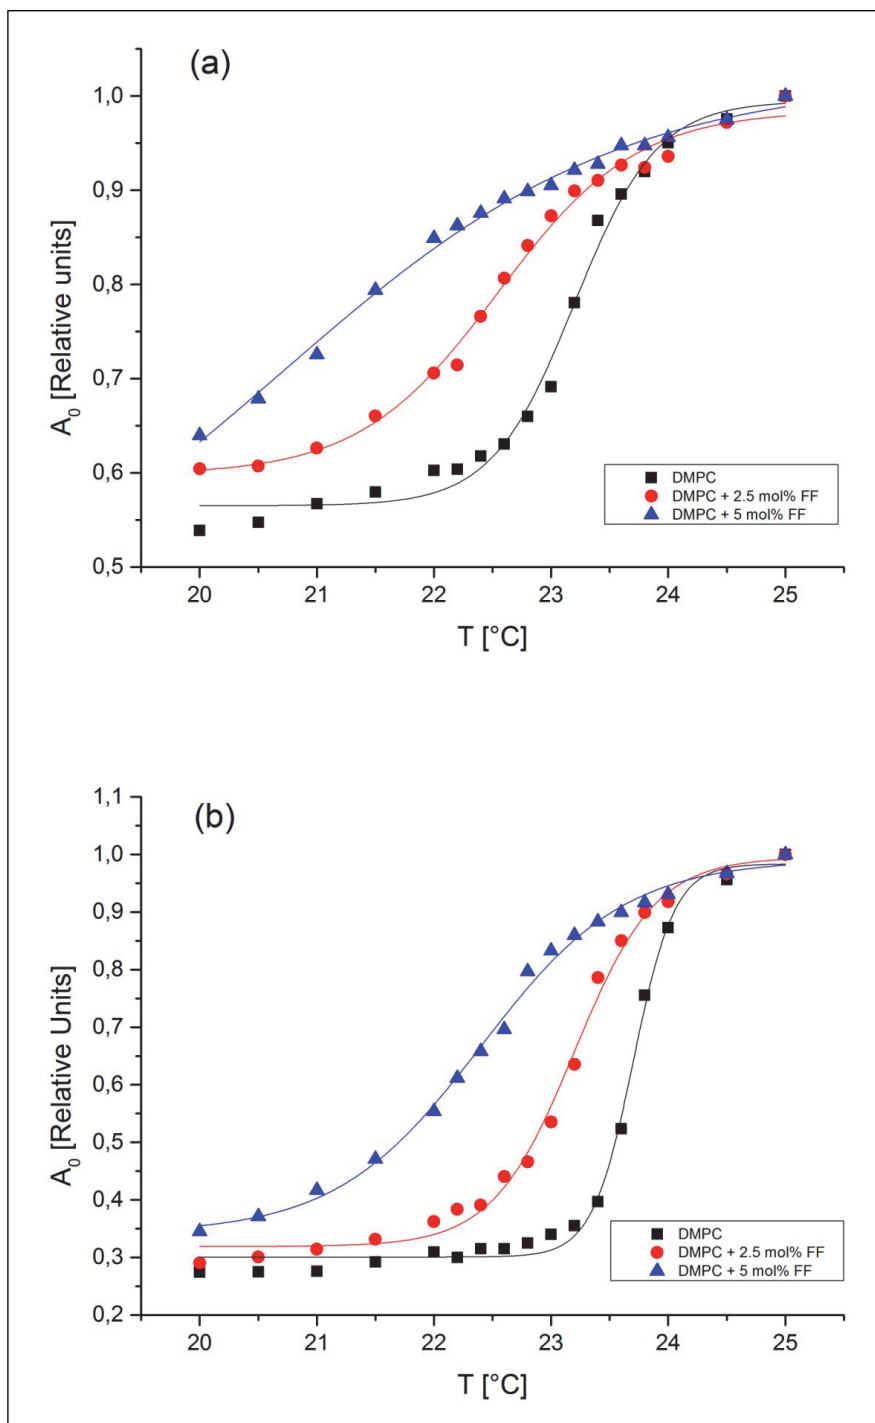 (a)
1,0
0,9
0,8
0,7
0,6
0,5
A0 [Relative units]
DMPC
DMPC + 2.5 mol% FF
DMPC + 5 mol% FF
20 21 22 23 24 25
T [°C]
(b)
1,1
1,0
0,9
0,8
0,7
0,6
0,5
0,4
0,3
0,2
A0 [Relative Units]
DMPC
DMPC + 2.5 mol% FF
DMPC + 5 mol% FF
20 21 22 23 24 25
T [°C]